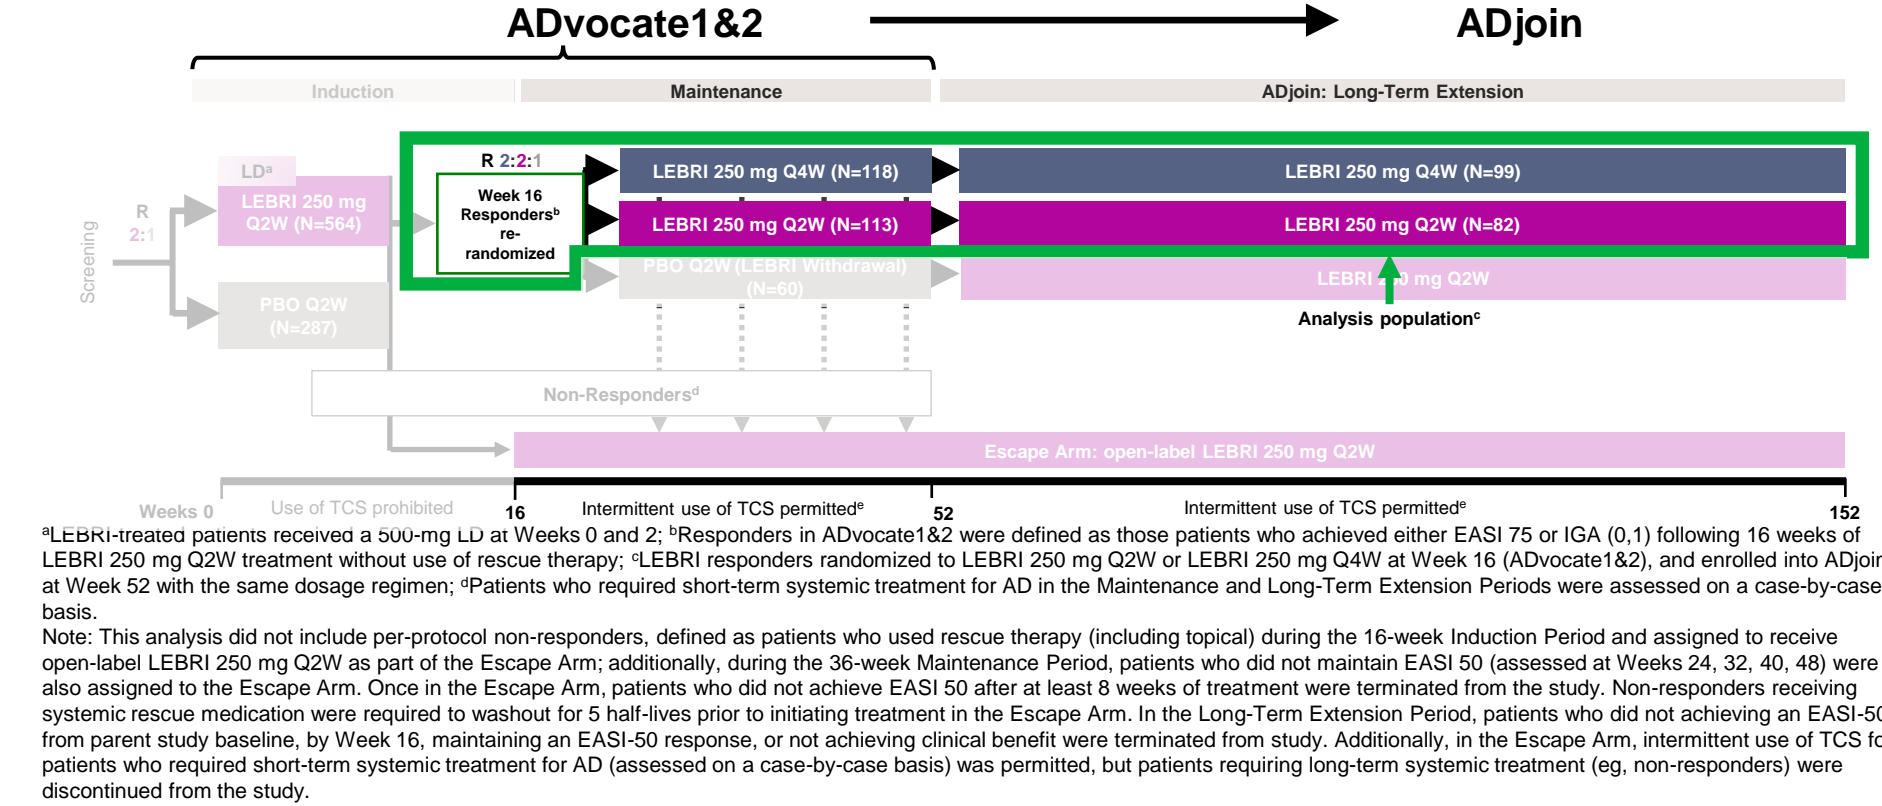 ADvocate1&2
ADjoin
Induction
Maintenance
ADjoin: Long-Term Extension
Screening
R
2:1
LDᵃ
LEBRI 250 mg
Q2W (N=564)
PBO Q2W
(N=287)
R 2:2:1
Week 16
Respondersᵇ
re-
randomized
LEBRI 250 mg Q4W (N=118)
LEBRI 250 mg Q4W (N=99)
LEBRI 250 mg Q2W (N=113)
LEBRI 250 mg Q2W (N=82)
PBO Q2W (LEBRI Withdrawal)
(N=60)
LEBRI 250 mg Q2W
Analysis populationᶜ
Non-Respondersᵈ
Escape Arm: open-label LEBRI 250 mg Q2W
Weeks 0
Use of TCS prohibited
16
Intermittent use of TCS permittedᵉ
52
Intermittent use of TCS permittedᵉ
152
ᵃLEBRI-treated patients received a 500-mg LD at Weeks 0 and 2; ᵇResponders in ADvocate1&2 were defined as those patients who achieved either EASI 75 or IGA (0,1) following 16 weeks of
LEBRI 250 mg Q2W treatment without use of rescue therapy; ᶜLEBRI responders randomized to LEBRI 250 mg Q2W or LEBRI 250 mg Q4W at Week 16 (ADvocate1&2), and enrolled into ADjoin
at Week 52 with the same dosage regimen; ᵈPatients who required short-term systemic treatment for AD in the Maintenance and Long-Term Extension Periods were assessed on a case-by-case
basis.
Note: This analysis did not include per-protocol non-responders, defined as patients who used rescue therapy (including topical) during the 16-week Induction Period and assigned to receive
open-label LEBRI 250 mg Q2W as part of the Escape Arm; additionally, during the 36-week Maintenance Period, patients who did not maintain EASI 50 (assessed at Weeks 24, 32, 40, 48) were
also assigned to the Escape Arm. Once in the Escape Arm, patients who did not achieve EASI 50 after at least 8 weeks of treatment were terminated from the study. Non-responders receiving
systemic rescue medication were required to washout for 5 half-lives prior to initiating treatment in the Escape Arm. In the Long-Term Extension Period, patients who did not achieving an EASI-50
from parent study baseline, by Week 16, maintaining an EASI-50 response, or not achieving clinical benefit were terminated from study. Additionally, in the Escape Arm, intermittent use of TCS fo
patients who required short-term systemic treatment for AD (assessed on a case-by-case basis) was permitted, but patients requiring long-term systemic treatment (eg, non-responders) were
discontinued from the study.